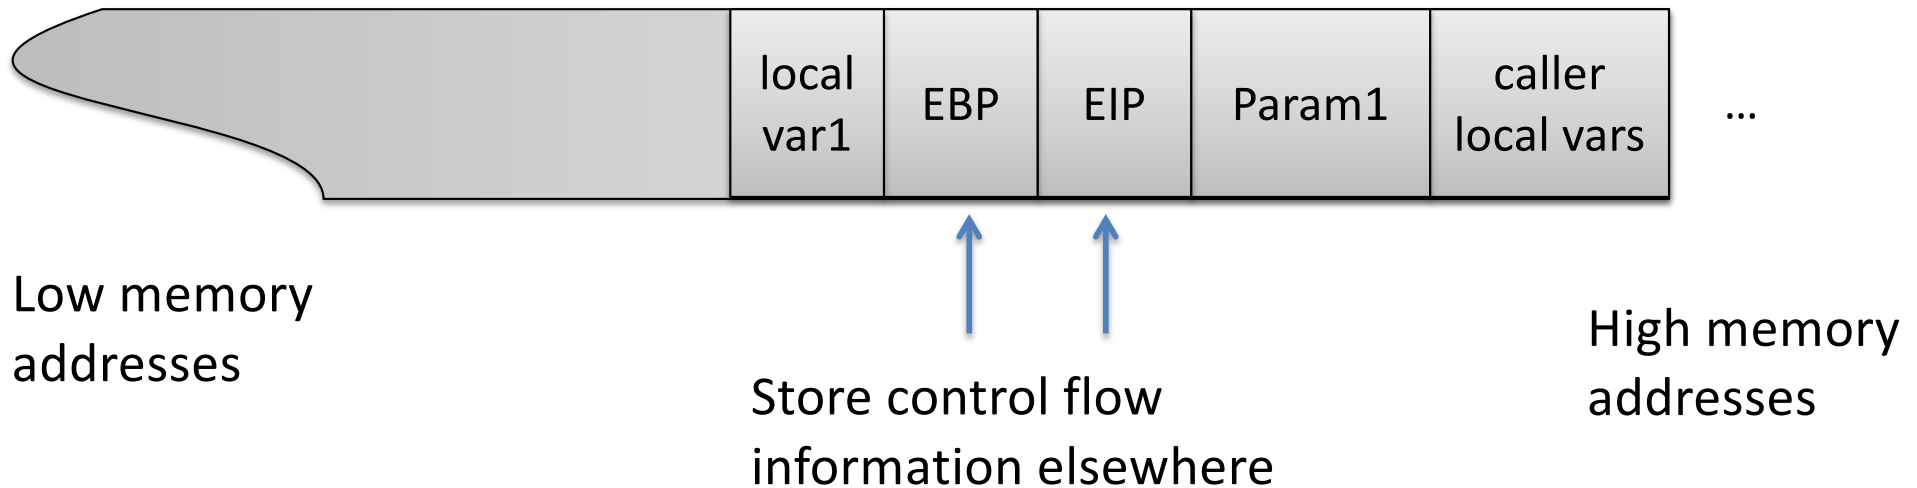 local
var1
EBP
EIP
Param1
caller
local vars
...
Low memory
addresses
Store control flow
information elsewhere
High memory
addresses